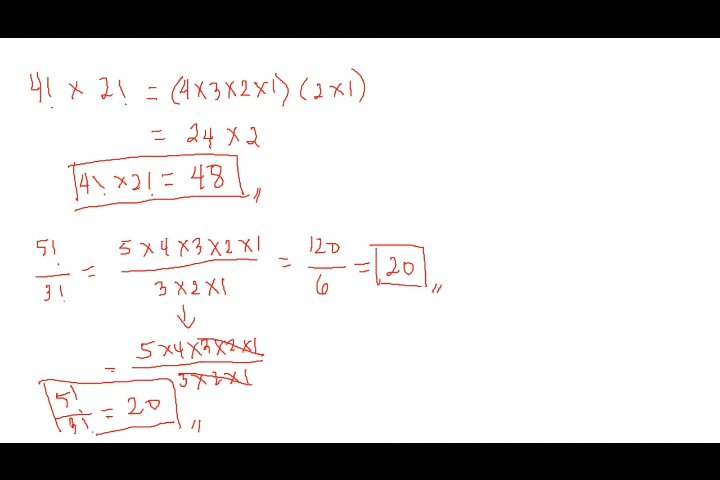 4! × 2! = (4×3×2×1) (2×1)
= 24 × 2
4! × 2! = 48 //
5!/3! = 5×4×3×2×1/3×2×1 = 120/6 = 20 //
↓
= 5×4×3×2×1/3×2×1
5!/3! = 20 //